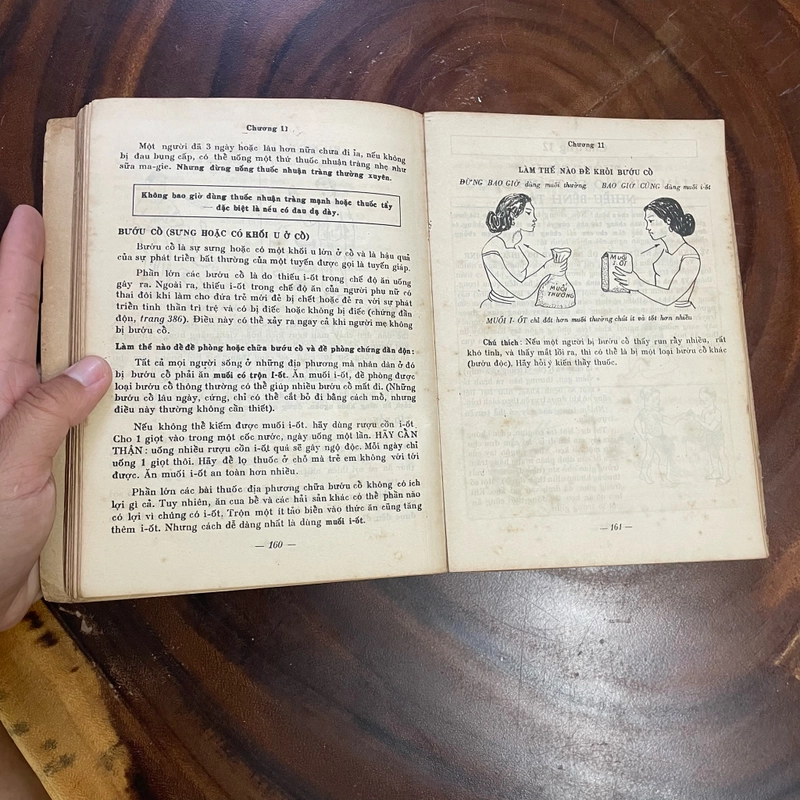 Chương 11
Một người đã 3 ngày hoặc lâu hơn nữa chưa đi ỉa, nếu không
bị đau bụng cấp, có thể uống một thứ thuốc nhuận tràng nhẹ như
sữa ma-gie. Nhưng đừng uống thuốc nhuận tràng thường xuyên.
Không bao giờ dùng thuốc nhuận tràng mạnh hoặc thuốc tẩy
— đặc biệt là nếu có đau dạ dày.
BƯỚU CỔ (SƯNG HOẶC CÓ KHỐI U Ở CỔ)
Bướu cổ là sự sưng hoặc có một khối u lớn ở cổ và là hậu quả
của sự phát triển bất thường của một tuyến được gọi là tuyến giáp.
Phần lớn các bướu cổ là do thiếu i-ốt trong chế độ ăn uống
gây ra. Ngoài ra, thiếu i-ốt trong chế độ ăn của người phụ nữ có
thai đôi khi làm cho đứa trẻ mới đẻ bị chết hoặc đẻ ra với sự phát
triển tinh thần trì trệ và có bị điếc hoặc không bị điếc (chứng đần
độn, trang 386). Điều này có thể xảy ra ngay cả khi người mẹ không
bị bướu cổ.
Làm thế nào để đề phòng hoặc chữa bướu cổ và đề phòng chứng đần độn:
Tất cả mọi người sống ở những địa phương mà nhân dân ở đó
bị bướu cổ phải ăn muối có trộn I-ốt. Ăn muối i-ốt, đề phòng được
loại bướu cổ thông thường có thể giúp nhiều bướu cổ mất đi. (Những
bướu cổ lâu ngày, cứng, chỉ có thể cắt bỏ đi bằng cách mổ, nhưng
điều này thường không cần thiết).
Nếu không thể kiếm được muối i-ốt. hãy dùng rượu cồn i-ốt.
Cho 1 giọt vào trong một cốc nước, ngày uống một lần. HÃY CẨN
THẬN : uống nhiều rượu cồn i-ốt quá sẽ gây ngộ độc. Mỗi ngày chỉ
uống 1 giọt thôi. Hãy để lọ thuốc ở chỗ mà trẻ em không với tới
được. Ăn muối i-ốt an toàn hơn nhiều.
Phần lớn các bài thuốc địa phương chữa bướu cổ không có ích
lợi gì cả. Tuy nhiên, ăn cua bể và các hải sản khác có thể phần nào
có lợi vì chúng có i-ốt. Trộn một ít tảo biển vào thức ăn cũng tăng
thêm i-ốt. Nhưng cách dễ dàng nhất là dùng muối i-ốt.
— 160 —
Chương 11
LÀM THẾ NÀO ĐỂ KHỎI BƯỚU CỔ
ĐỪNG BAO GIỜ dùng muối thường BAO GIỜ CŨNG dùng muối i-ốt
MUỐI
THƯỜNG
MUỐI
I-ỐT
MUỐI I- ỐT chỉ đắt hơn muối thường chút ít và tốt hơn nhiều
Chú thích : Nếu một người bị bướu cổ thấy run rẩy nhiều, rất
khó tính, và thấy mắt lồi ra, thì có thể bị là một loại bướu cổ khác
(bướu độc). Hãy hỏi ý kiến thầy thuốc.
— 161 —